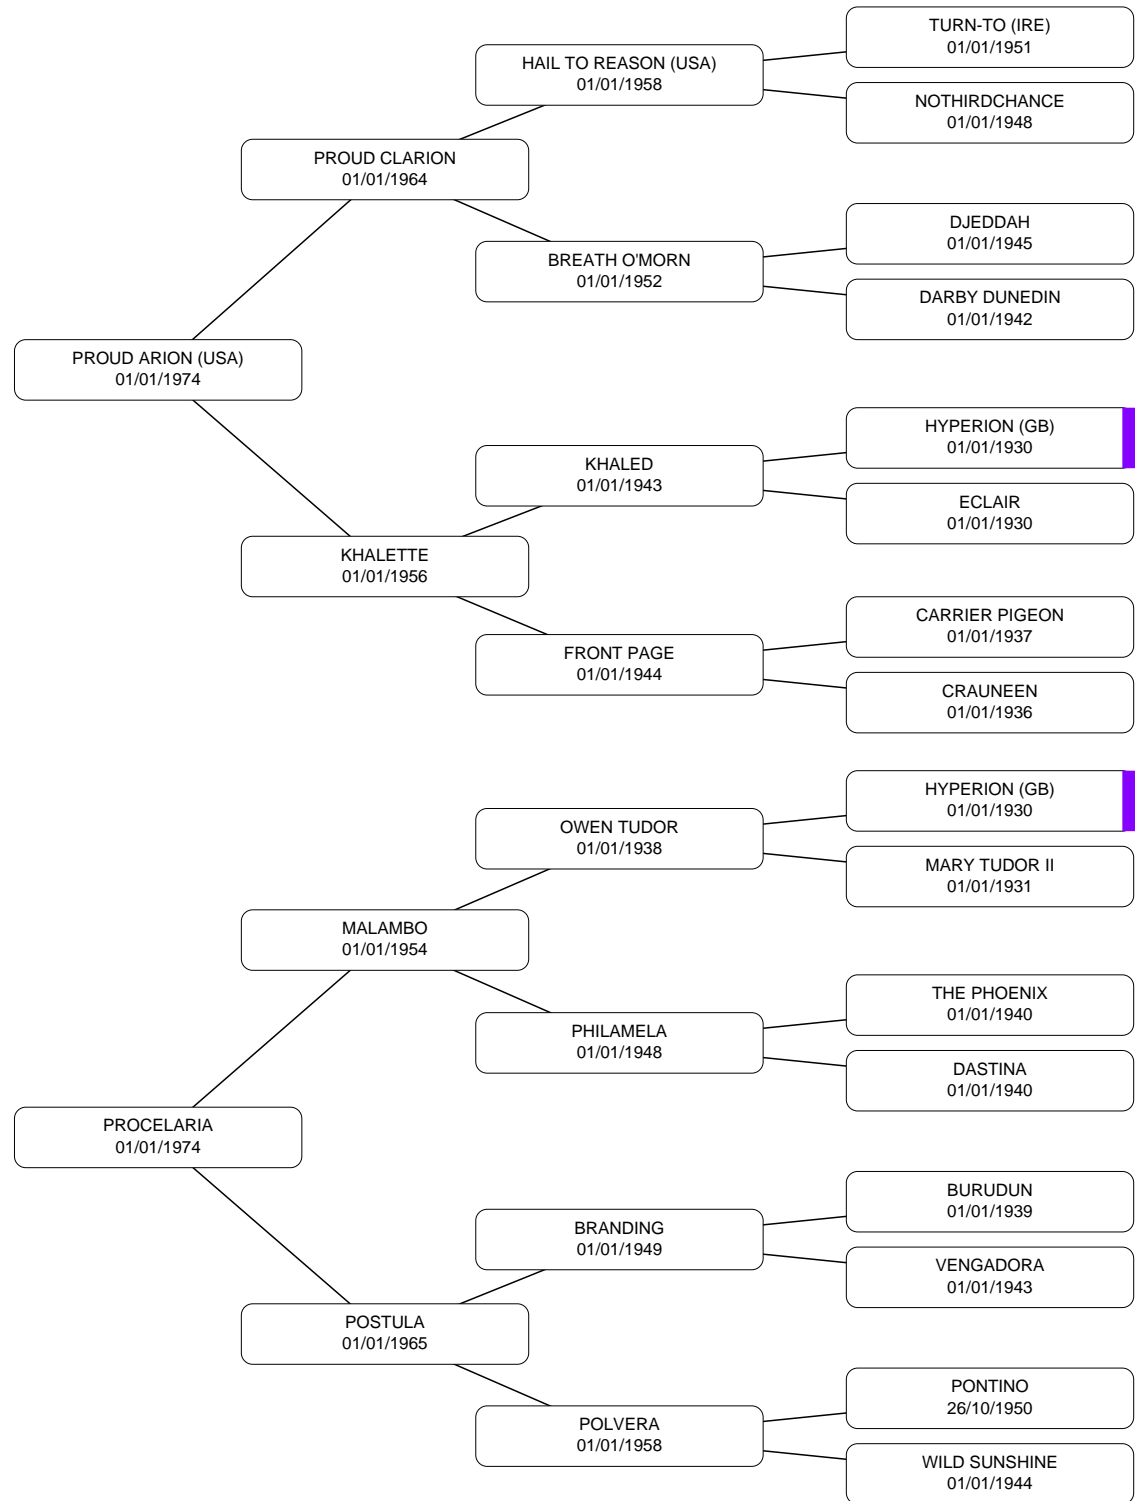 TURN-TO (IRE)
01/01/1951
HAIL TO REASON (USA)
01/01/1958
NOTHIRDCHANCE
01/01/1948
PROUD CLARION
01/01/1964
DJEDDAH
01/01/1945
BREATH O'MORN
01/01/1952
DARBY DUNEDIN
01/01/1942
PROUD ARION (USA)
01/01/1974
HYPERION (GB)
01/01/1930
KHALED
01/01/1943
ECLAIR
01/01/1930
KHALETTE
01/01/1956
CARRIER PIGEON
01/01/1937
FRONT PAGE
01/01/1944
CRAUNEEN
01/01/1936
HYPERION (GB)
01/01/1930
OWEN TUDOR
01/01/1938
MARY TUDOR II
01/01/1931
MALAMBO
01/01/1954
THE PHOENIX
01/01/1940
PHILAMELA
01/01/1948
DASTINA
01/01/1940
PROCELARIA
01/01/1974
BURUDUN
01/01/1939
BRANDING
01/01/1949
VENGADORA
01/01/1943
POSTULA
01/01/1965
PONTINO
26/10/1950
POLVERA
01/01/1958
WILD SUNSHINE
01/01/1944